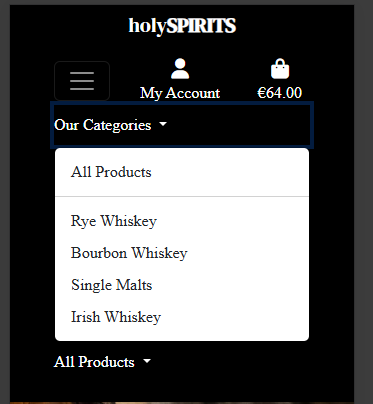 holySPIRITS
My Account €64.00
Our Categories
All Products
Rye Whiskey
Bourbon Whiskey
Single Malts
Irish Whiskey
All Products